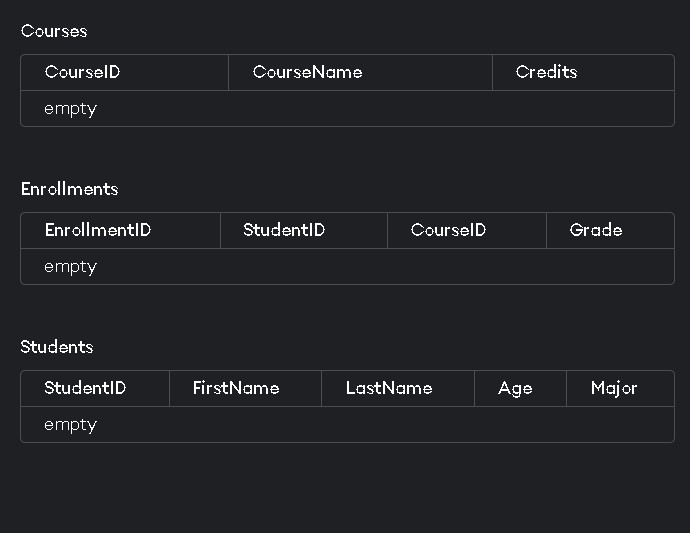 Courses
CourseID CourseName Credits
empty
Enrollments
EnrollmentID StudentID CourseID Grade
empty
Students
StudentID FirstName LastName Age Major
empty